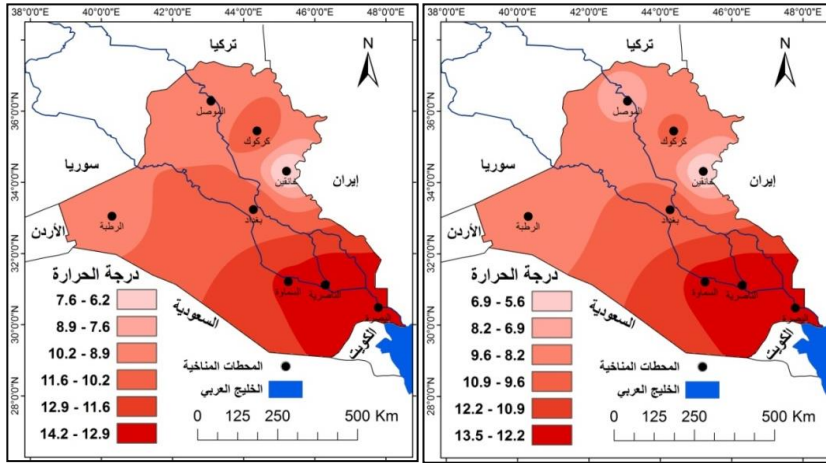 40°0'0"E 42°0'0"E 44°0'0"E 46°0'0"E 48°0'0"E
36°0'0"N
34°0'0"N
32°0'0"N
30°0'0"N
28°0'0"N
تركيا
N
الموصل
كركوك
سوريا
خانقين
إيران
الرطبة
بغداد
الأردن
السماوة
الناصرية
البصرة
السعودية
الكويت
درجة الحرارة
7.6 - 6.2
8.9 - 7.6
10.2 - 8.9
11.6 - 10.2
12.9 - 11.6
14.2 - 12.9
المحطات المناخية
الخليج العربي
0 125 250 500 Km
38°0'0"E 40°0'0"E 42°0'0"E 44°0'0"E 46°0'0"E 48°0'0"E
36°0'0"N
34°0'0"N
32°0'0"N
30°0'0"N
28°0'0"N
تركيا
N
الموصل
كركوك
سوريا
خانقين
إيران
الرطبة
بغداد
الأردن
السماوة
الناصرية
البصرة
السعودية
الكويت
درجة الحرارة
6.9 - 5.6
8.2 - 6.9
9.6 - 8.2
10.9 - 9.6
12.2 - 10.9
13.5 - 12.2
المحطات المناخية
الخليج العربي
0 125 250 500 Km